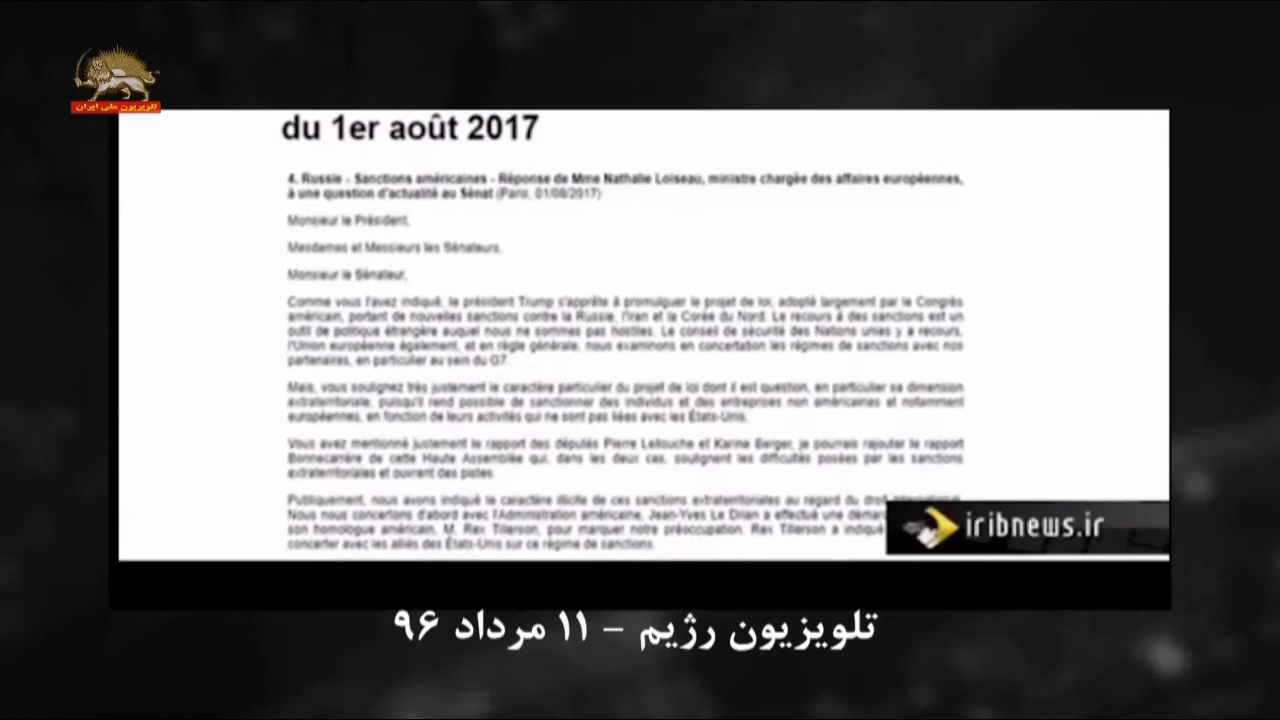 تلویزیون ملی ایران
du 1er août 2017
4. Russie - Sanctions américaines - Réponse de Mme Nathalie Loiseau, ministre chargée des affaires européennes,
à une question d'actualité au Sénat (Paris, 01/08/2017)
Monsieur le Président,
Mesdames et Messieurs les Sénateurs,
Monsieur le Sénateur,
Comme vous l'avez indiqué, le président Trump s'apprête à promulguer le projet de loi, adopté largement par le Congrès
américain, portant de nouvelles sanctions contre la Russie, l'Iran et la Corée du Nord. Le recours à des sanctions est un
outil de politique étrangère auquel nous ne sommes pas hostiles. Le conseil de sécurité des Nations unies y a recours,
l'Union européenne également, et en règle générale, nous examinons en concertation les régimes de sanctions avec nos
partenaires, en particulier au sein du G7.
Mais, vous soulignez très justement le caractère particulier du projet de loi dont il est question, en particulier sa dimension
extraterritoriale, puisqu'il rend possible de sanctionner des individus et des entreprises non américaines et notamment
européennes, en fonction de leurs activités qui ne sont pas liées avec les États-Unis.
Vous avez mentionné justement le rapport des députés Pierre Lellouche et Karine Berger, je pourrais rajouter le rapport
Bonnecarrère de cette Haute Assemblée qui, dans les deux cas, soulignent les difficultés posées par les sanctions
extraterritoriales et ouvrent des pistes.
Publiquement, nous avons indiqué le caractère illicite de ces sanctions extraterritoriales au regard du droit international.
Nous nous concertons d'abord avec l'Administration américaine, Jean-Yves Le Drian a effectué une démar
son homologue américain, M. Rex Tillerson, pour marquer notre préoccupation. Rex Tillerson a indiqué
concerter avec les alliés des États-Unis sur ce régime de sanctions.
iribnews.ir
تلویزیون رژیم – ۱۱ مرداد ۹۶